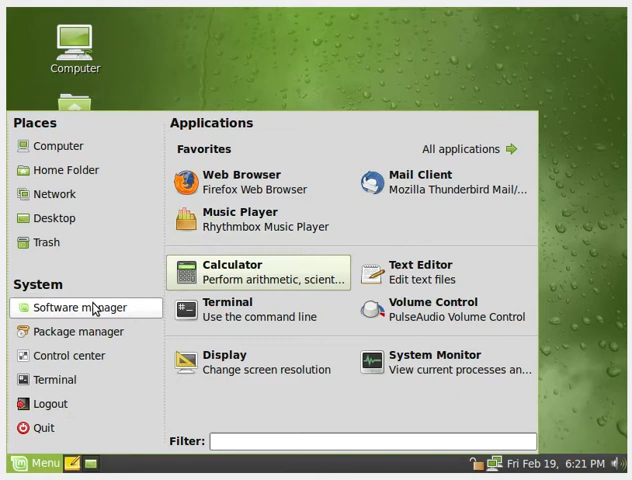 Computer
Places
Computer
Home Folder
Network
Desktop
Trash
System
Software manager
Package manager
Control center
Terminal
Logout
Quit
Applications
Favorites
All applications
Web Browser
Firefox Web Browser
Mail Client
Mozilla Thunderbird Mail/...
Music Player
Rhythmbox Music Player
Calculator
Perform arithmetic, scient...
Text Editor
Edit text files
Terminal
Use the command line
Volume Control
PulseAudio Volume Control
Display
Change screen resolution
System Monitor
View current processes an...
Filter:
Menu
Fri Feb 19, 6:21 PM